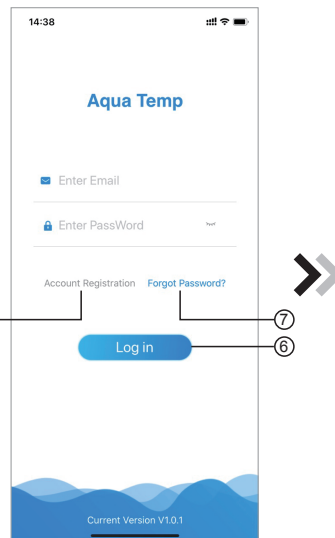 14:38
Aqua Temp
Enter Email
Enter PassWord
Account Registration Forgot Password?
⑦
Log in ⑥
Current Version V1.0.1